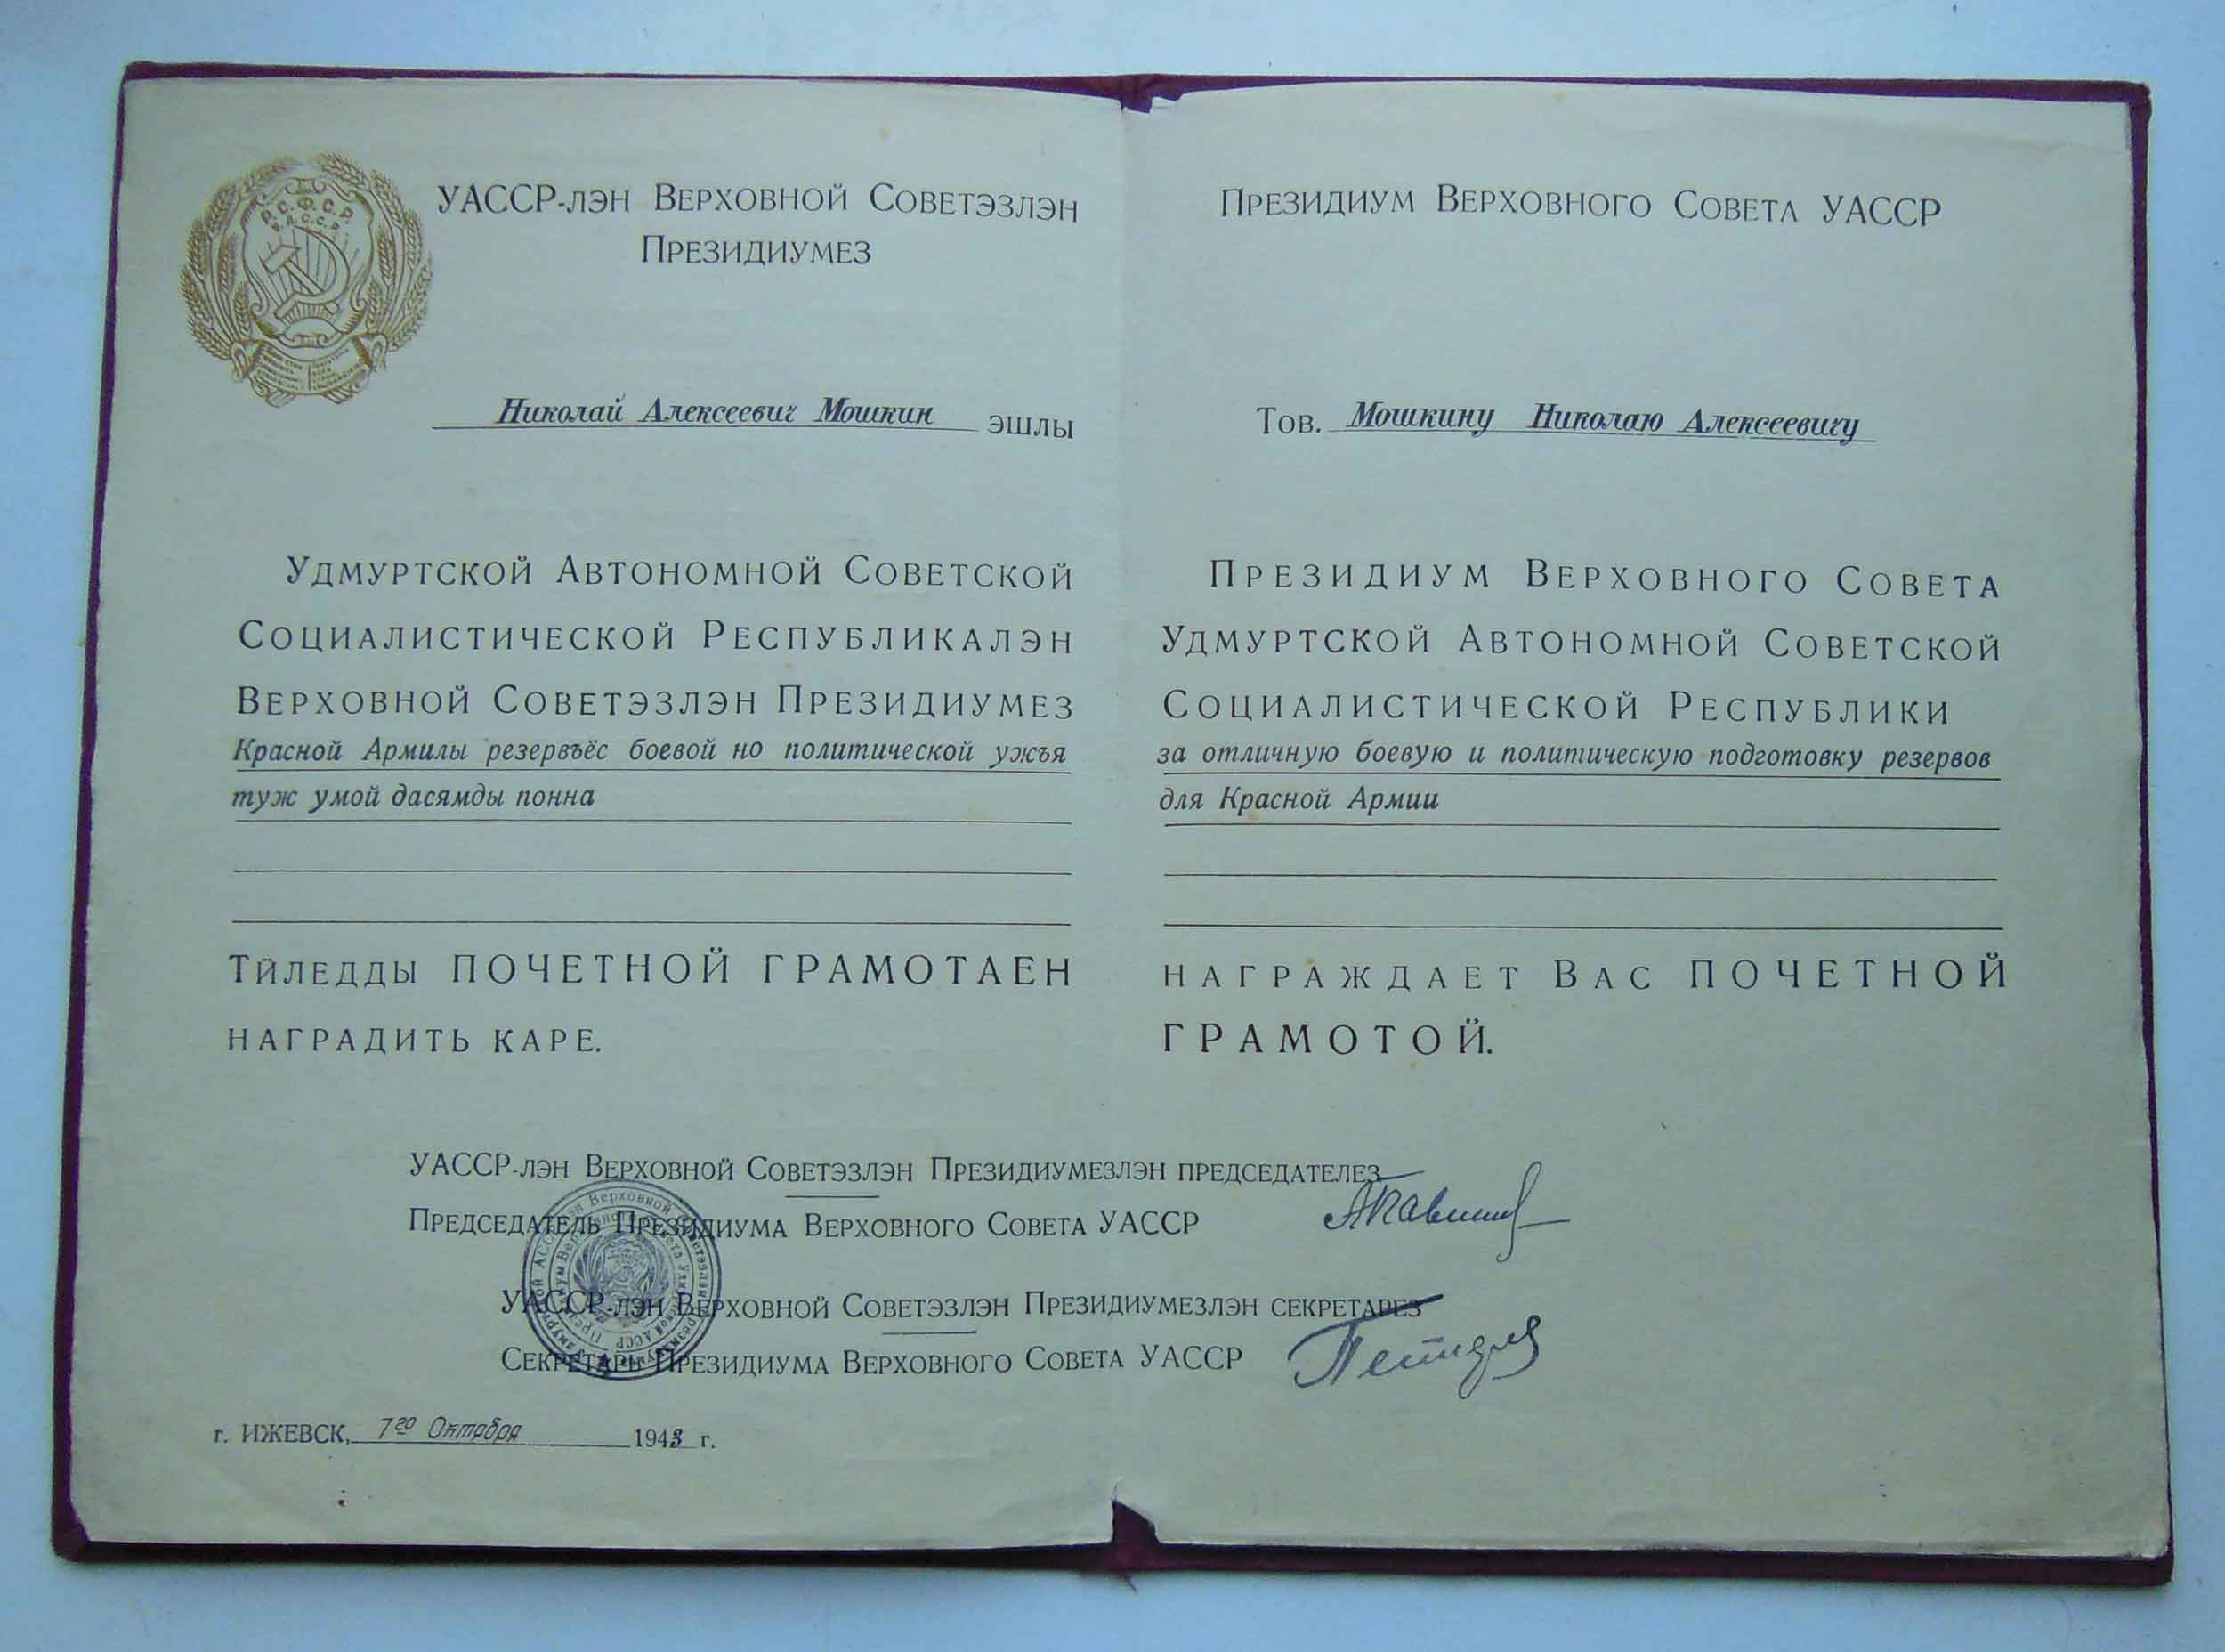 Р.С.Ф.С.Р.
УАССР-лэн Верховной Советэзлэн
Президиумез
Николай Алексеевич Мошкин эшлы
Удмуртской Автономной Советской
Социалистической Республикалэн
Верховной Советэзлэн Президиумез
Красной Армилы резервъёс боевой но политической ужъя
туж умой дасямды понна
Тӥледды ПОЧЕТНОЙ ГРАМОТАЕН
НАГРАДИТЬ КАРЕ.
Президиум Верховного Совета УАССР
Тов. Мошкину Николаю Алексеевичу
Президиум Верховного Совета
Удмуртской Автономной Советской
Социалистической Республики
за отличную боевую и политическую подготовку резервов
для Красной Армии
НАГРАЖДАЕТ Вас ПОЧЕТНОЙ
ГРАМОТОЙ.
УАССР-лэн Верховной Советэзлэн Президиумезлэн председателез
Председатель Президиума Верховного Совета УАССР
УАССР-лэн Верховной Советэзлэн Президиумезлэн секретарез
Секретарь Президиума Верховного Совета УАССР
г. ИЖЕВСК, 7го Октября 1943 г.